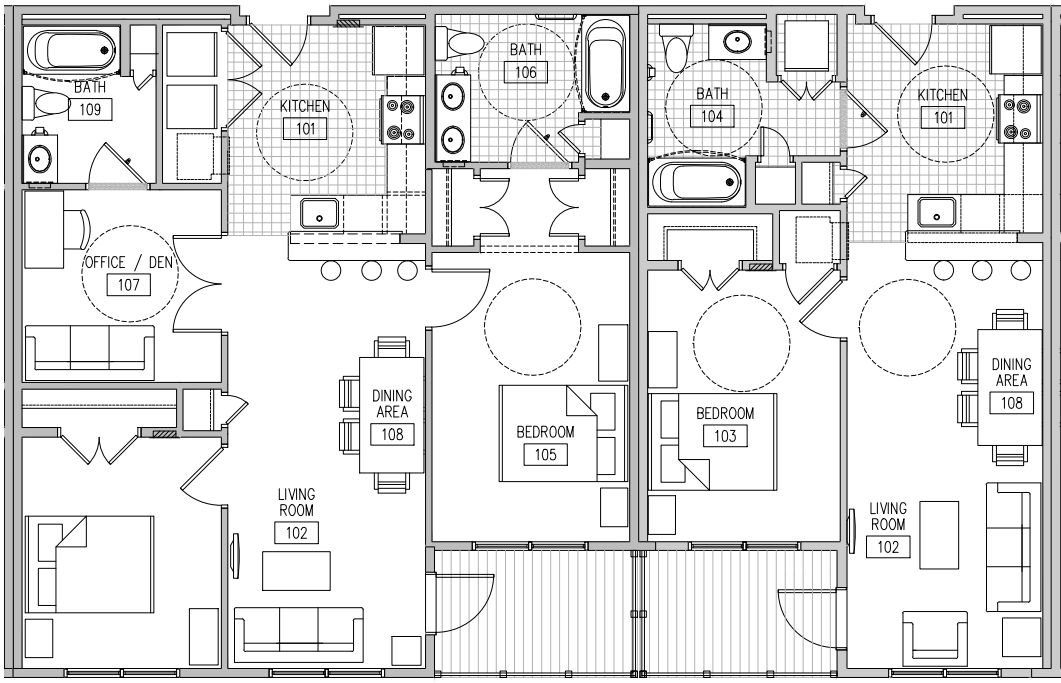 BATH
109
KITCHEN
101
BATH
106
BATH
104
KITCHEN
101
OFFICE / DEN
107
DINING
AREA
108
BEDROOM
105
BEDROOM
103
DINING
AREA
108
LIVING
ROOM
102
LIVING
ROOM
102